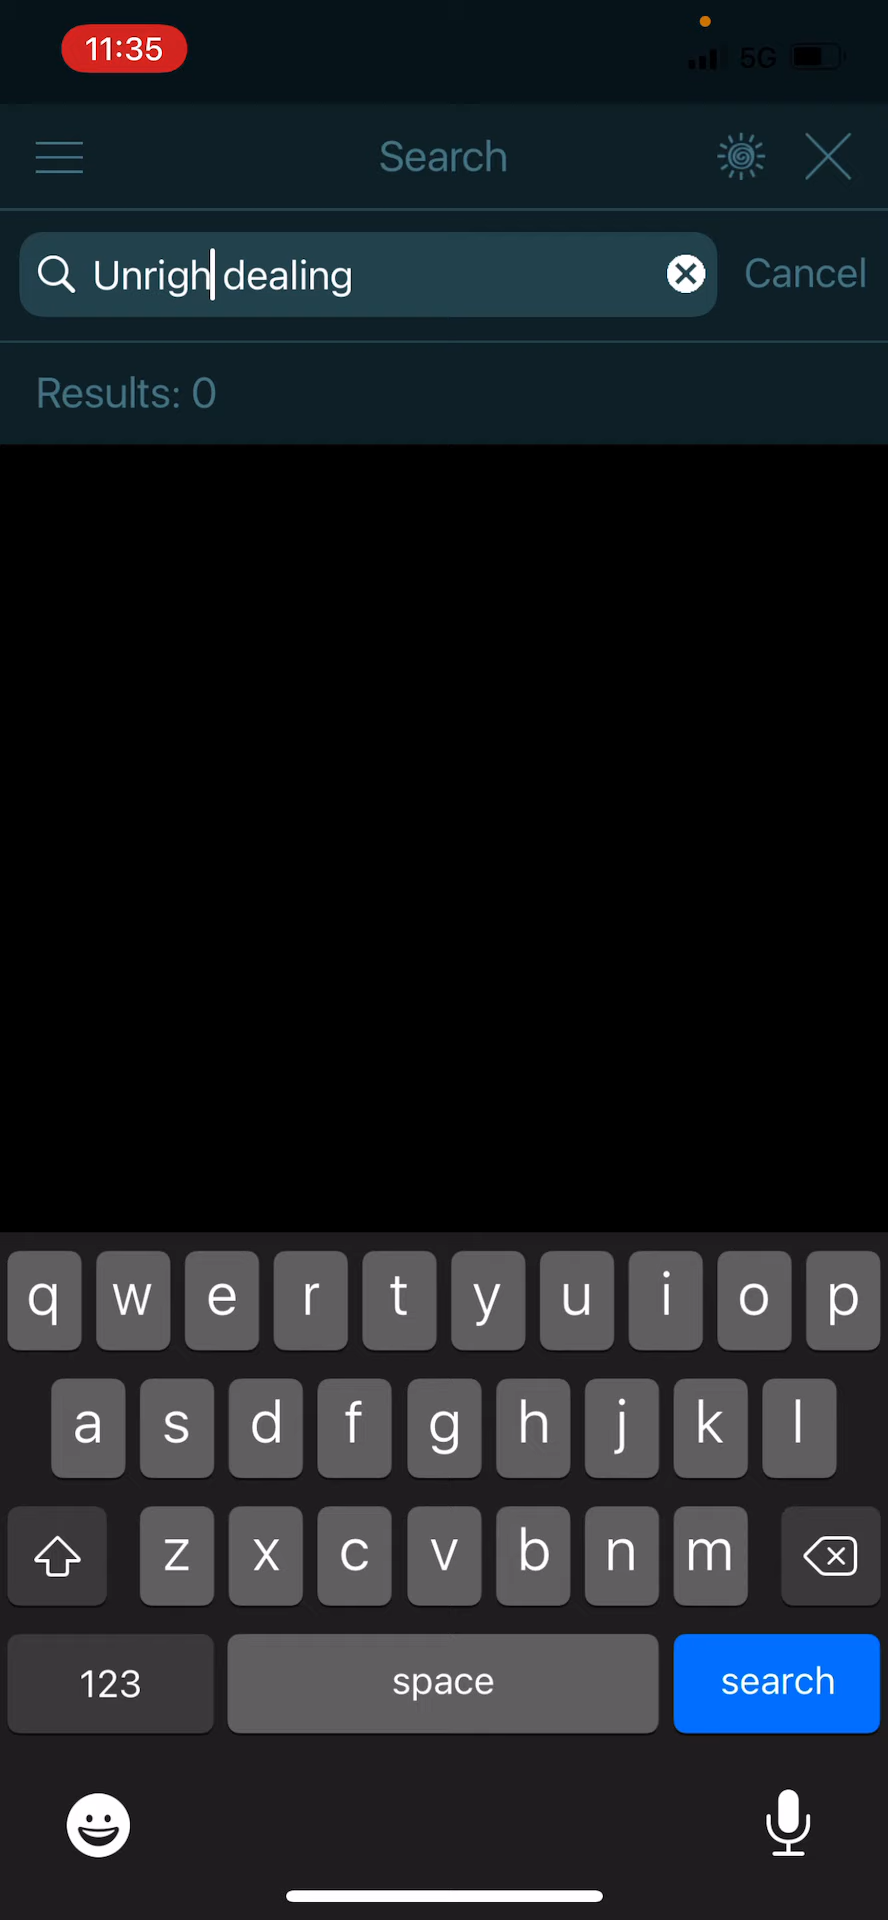 11:35
5G
Search
Unrigh dealing
Cancel
Results: 0
q w e r t y u i o p
a s d f g h j k l
z x c v b n m
123 space search